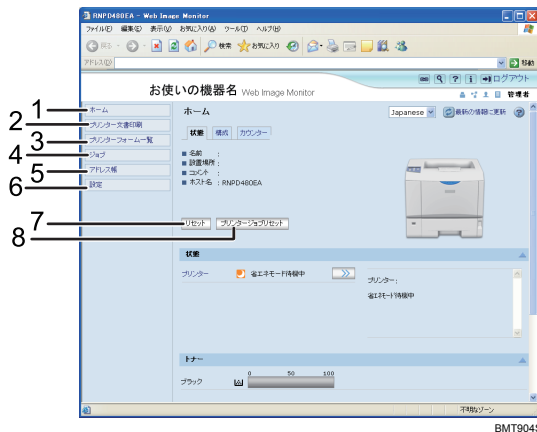 RNPD480EA - Web Image Monitor
ファイル(F) 編集(E) 表示(V) お気に入り(A) ツール(T) ヘルプ(H)
戻る 検索 お気に入り
アドレス(D) 移動
ログアウト
お使いの機器名 Web Image Monitor
管理者
1 ホーム
2 プリンター文書印刷
3 プリンターフォーム一覧
4 ジョブ
5 アドレス帳
6 設定
ホーム Japanese 最新の情報に更新
状態 構成 カウンター
名前 :
設置場所 :
コメント :
ホスト名 : RNPD480EA
7 リセット
8 プリンタージョブリセット
状態
プリンター 省エネモード待機中
プリンター :
省エネモード待機中
トナー
ブラック 0 50 100
不明なゾーン
BMT904S